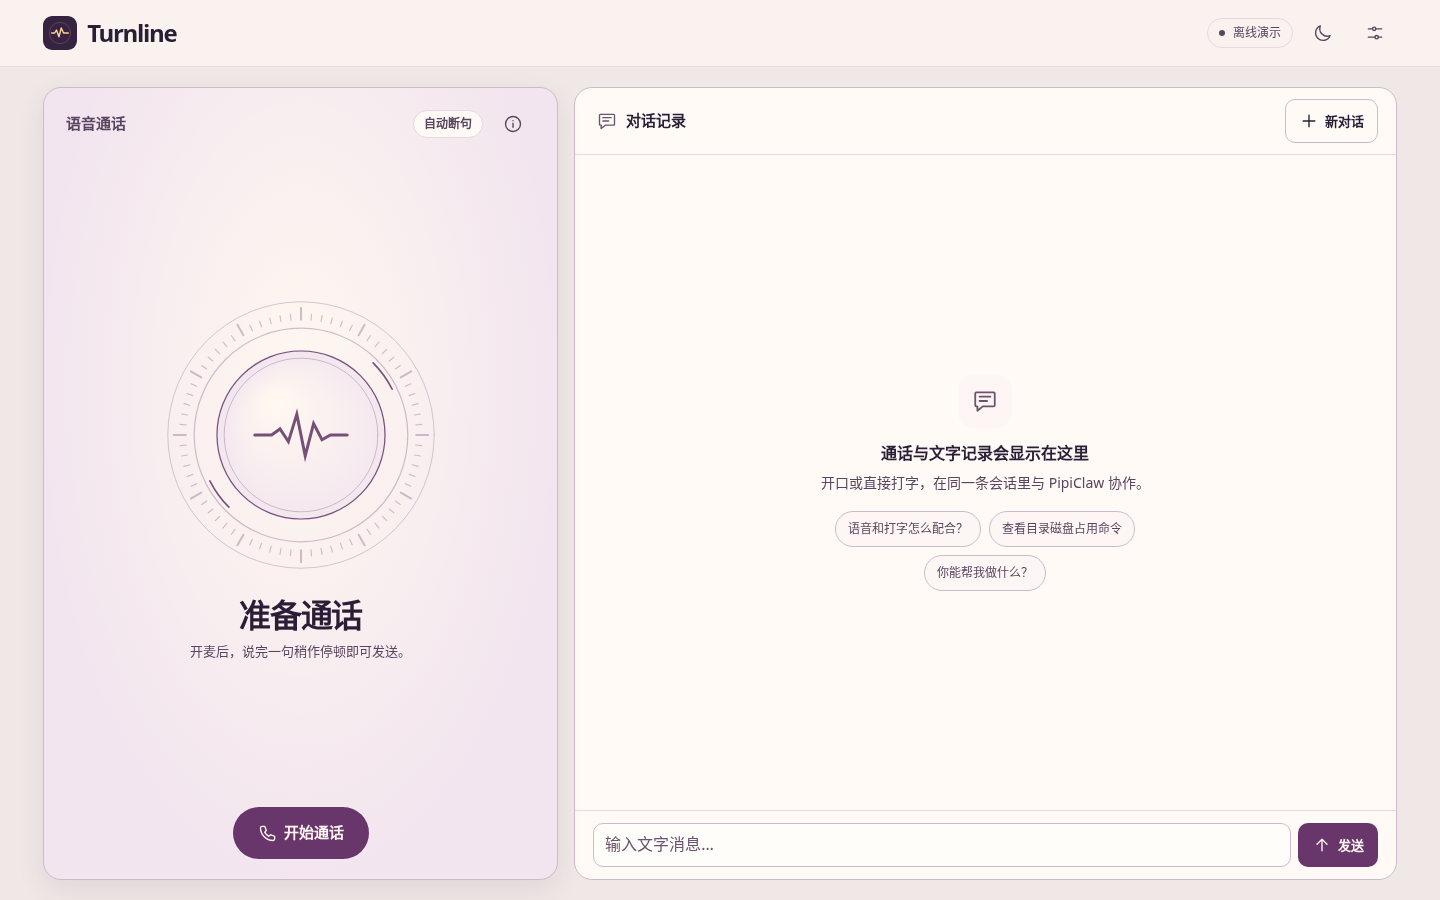 Turnline
离线演示
语音通话
自动断句
准备通话
开麦后，说完一句稍作停顿即可发送。
开始通话
对话记录
新对话
通话与文字记录会显示在这里
开口或直接打字，在同一条会话里与 PipiClaw 协作。
语音和打字怎么配合？
查看目录磁盘占用命令
你能帮我做什么？
输入文字消息...
发送